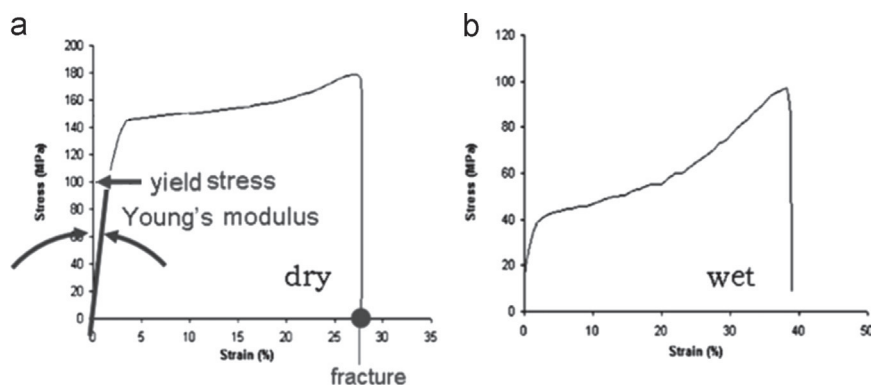 a
200
180
160
140
120
100
80
60
40
20
0
Stress (MPa)
yield stress
Young's modulus
dry
0 5 10 15 20 25 30 35
Strain (%)
fracture
b
120
100
80
60
40
20
0
Stress (MPa)
wet
0 10 20 30 40 50
Strain (%)